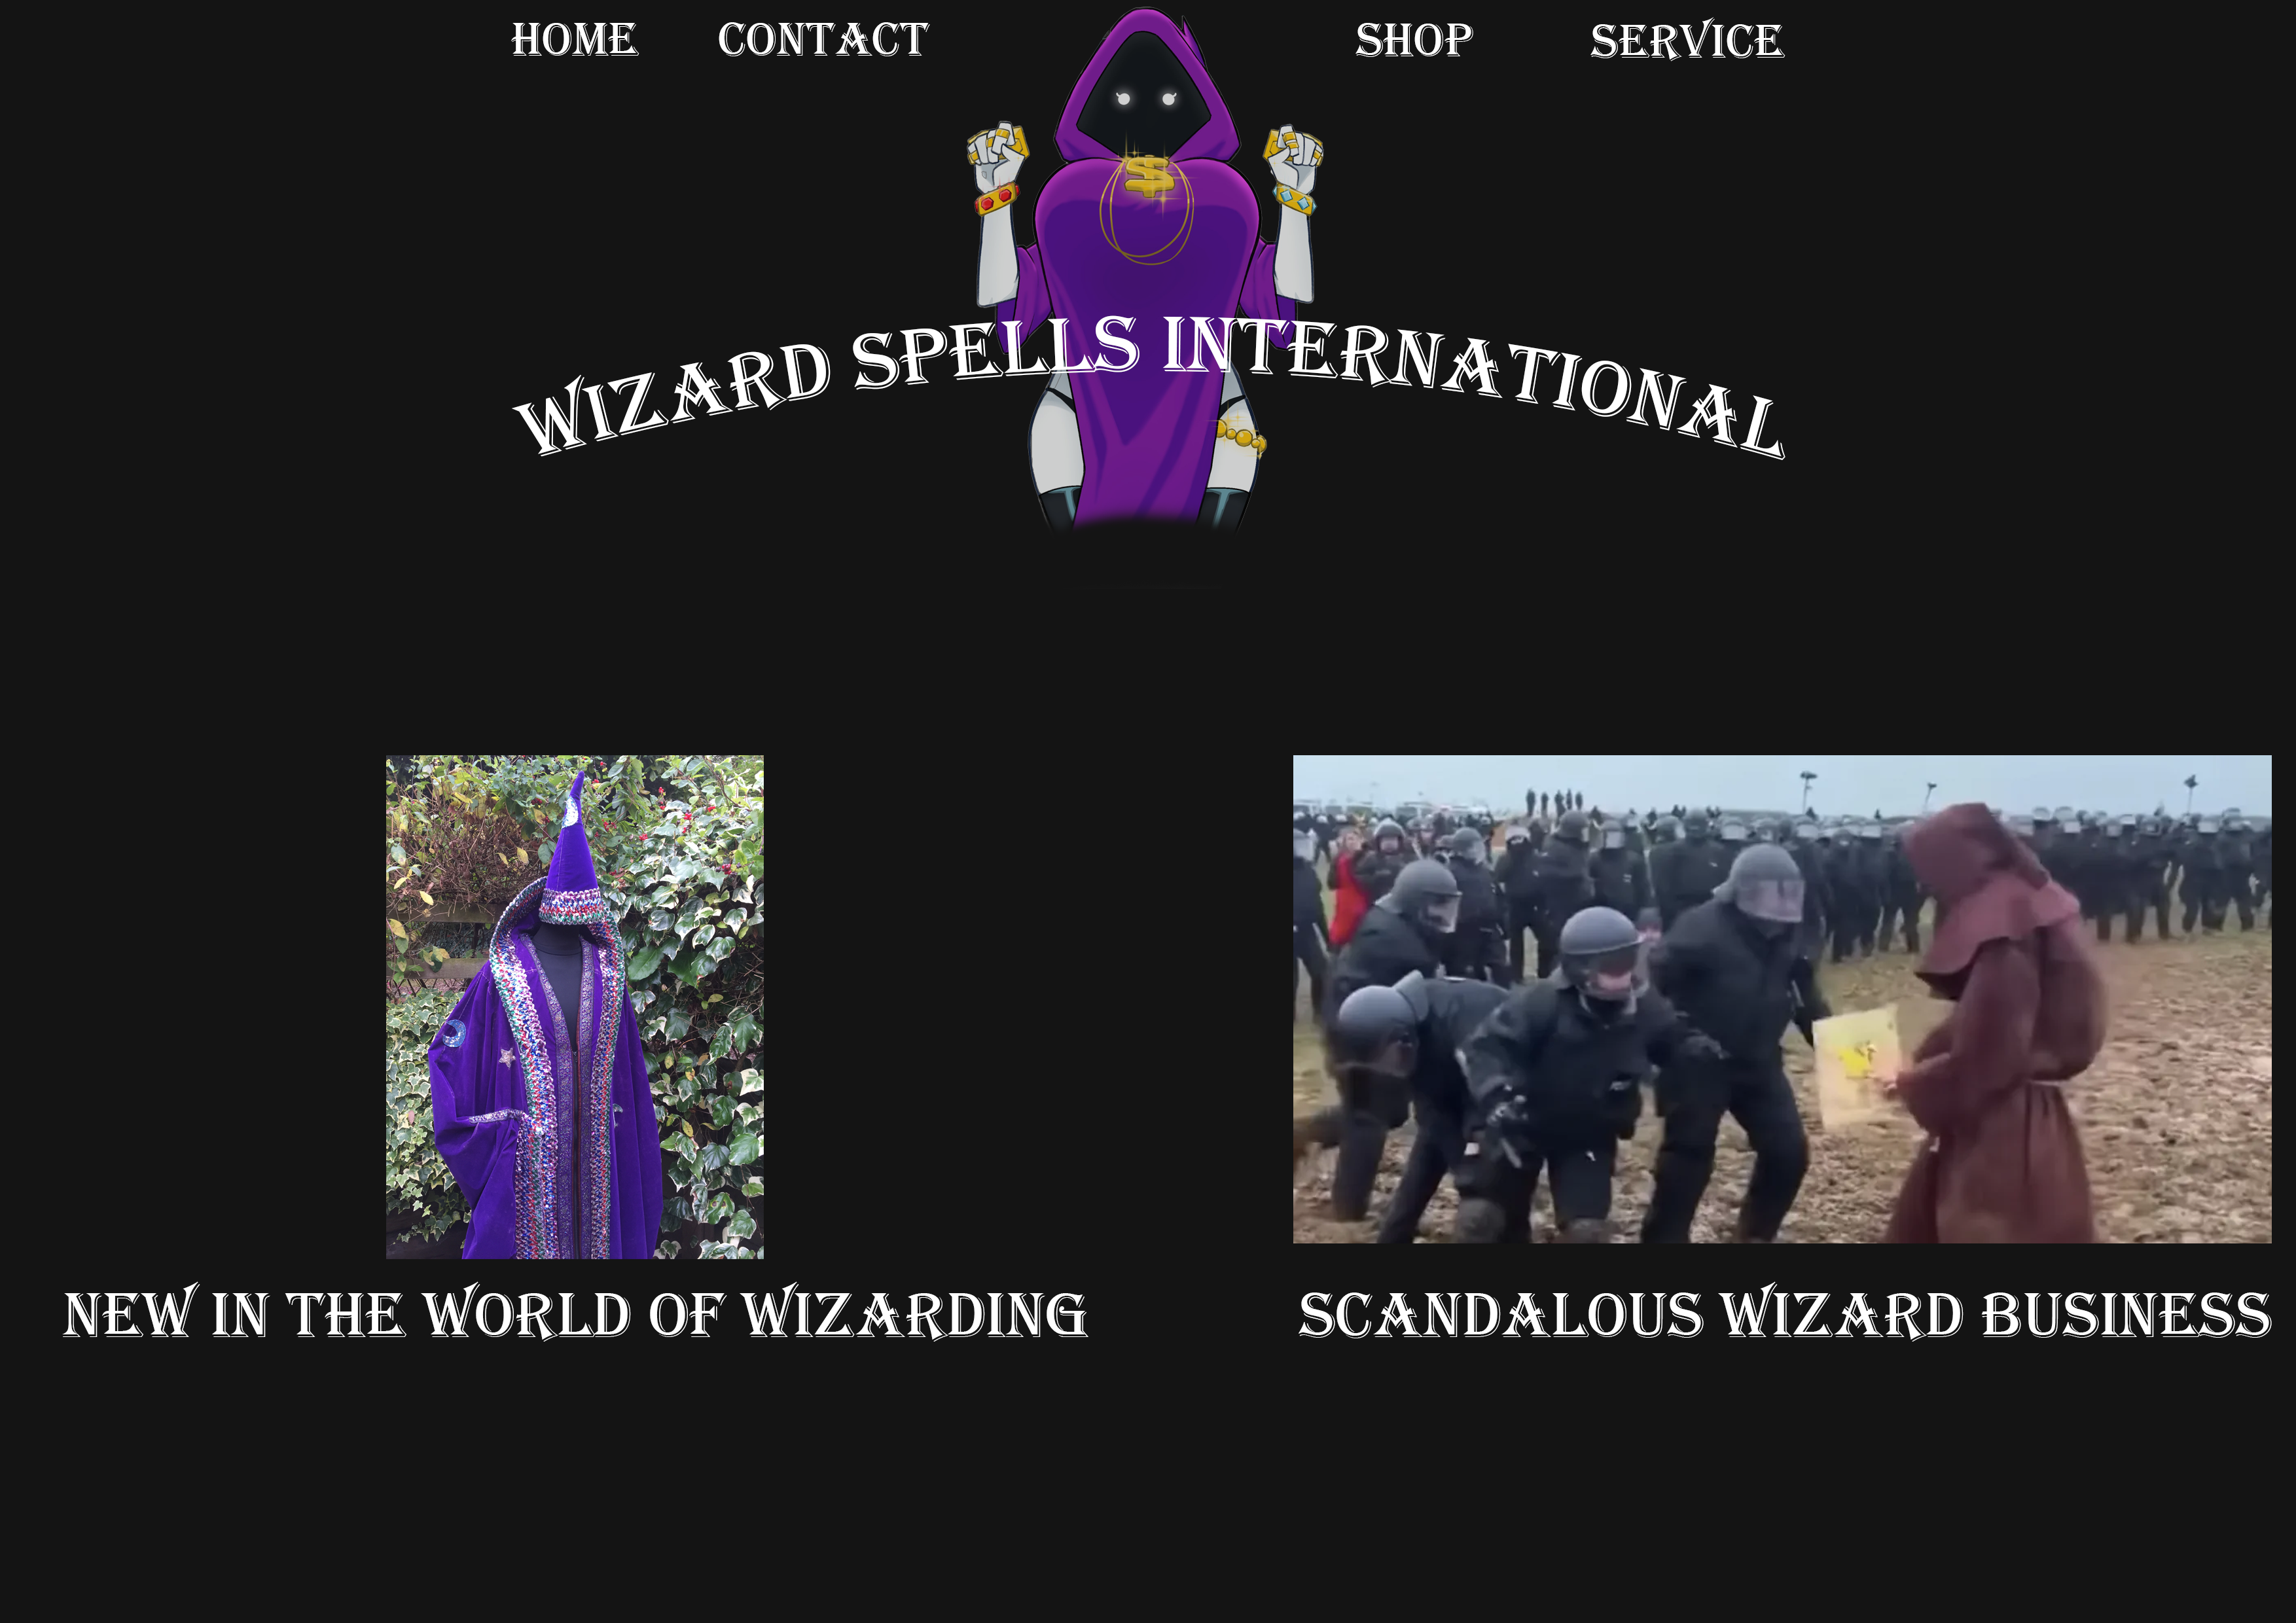 HOME CONTACT SHOP SERVICE
$
WIZARD SPELLS INTERNATIONAL
NEW IN THE WORLD OF WIZARDING
SCANDALOUS WIZARD BUSINESS